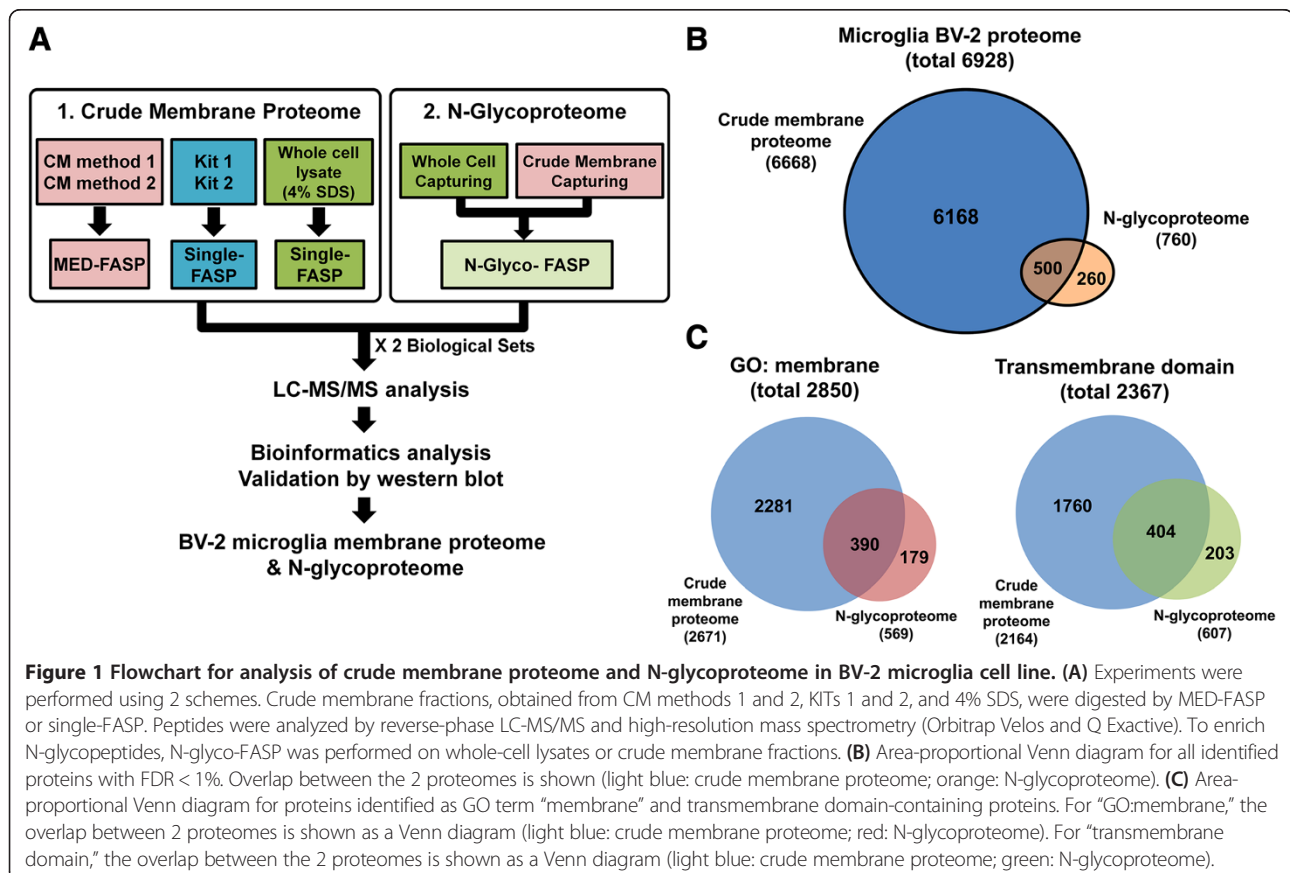 A
1. Crude Membrane Proteome
CM method 1
CM method 2
Kit 1
Kit 2
Whole cell
lysate
(4% SDS)
MED-FASP
Single-
FASP
Single-
FASP
2. N-Glycoproteome
Whole Cell
Capturing
Crude Membrane
Capturing
N-Glyco- FASP
X 2 Biological Sets
LC-MS/MS analysis
Bioinformatics analysis
Validation by western blot
BV-2 microglia membrane proteome
& N-glycoproteome
B
Microglia BV-2 proteome
(total 6928)
Crude membrane
proteome
(6668)
6168
500
260
N-glycoproteome
(760)
C
GO: membrane
(total 2850)
2281
390
179
Crude
membrane
proteome
(2671)
N-glycoproteome
(569)
Transmembrane domain
(total 2367)
1760
404
203
Crude
membrane
proteome
(2164)
N-glycoproteome
(607)
Figure 1 Flowchart for analysis of crude membrane proteome and N-glycoproteome in BV-2 microglia cell line. (A) Experiments were
performed using 2 schemes. Crude membrane fractions, obtained from CM methods 1 and 2, KITs 1 and 2, and 4% SDS, were digested by MED-FASP
or single-FASP. Peptides were analyzed by reverse-phase LC-MS/MS and high-resolution mass spectrometry (Orbitrap Velos and Q Exactive). To enrich
N-glycopeptides, N-glyco-FASP was performed on whole-cell lysates or crude membrane fractions. (B) Area-proportional Venn diagram for all identified
proteins with FDR < 1%. Overlap between the 2 proteomes is shown (light blue: crude membrane proteome; orange: N-glycoproteome). (C) Area-
proportional Venn diagram for proteins identified as GO term “membrane” and transmembrane domain-containing proteins. For “GO:membrane,” the
overlap between 2 proteomes is shown as a Venn diagram (light blue: crude membrane proteome; red: N-glycoproteome). For “transmembrane
domain,” the overlap between the 2 proteomes is shown as a Venn diagram (light blue: crude membrane proteome; green: N-glycoproteome).